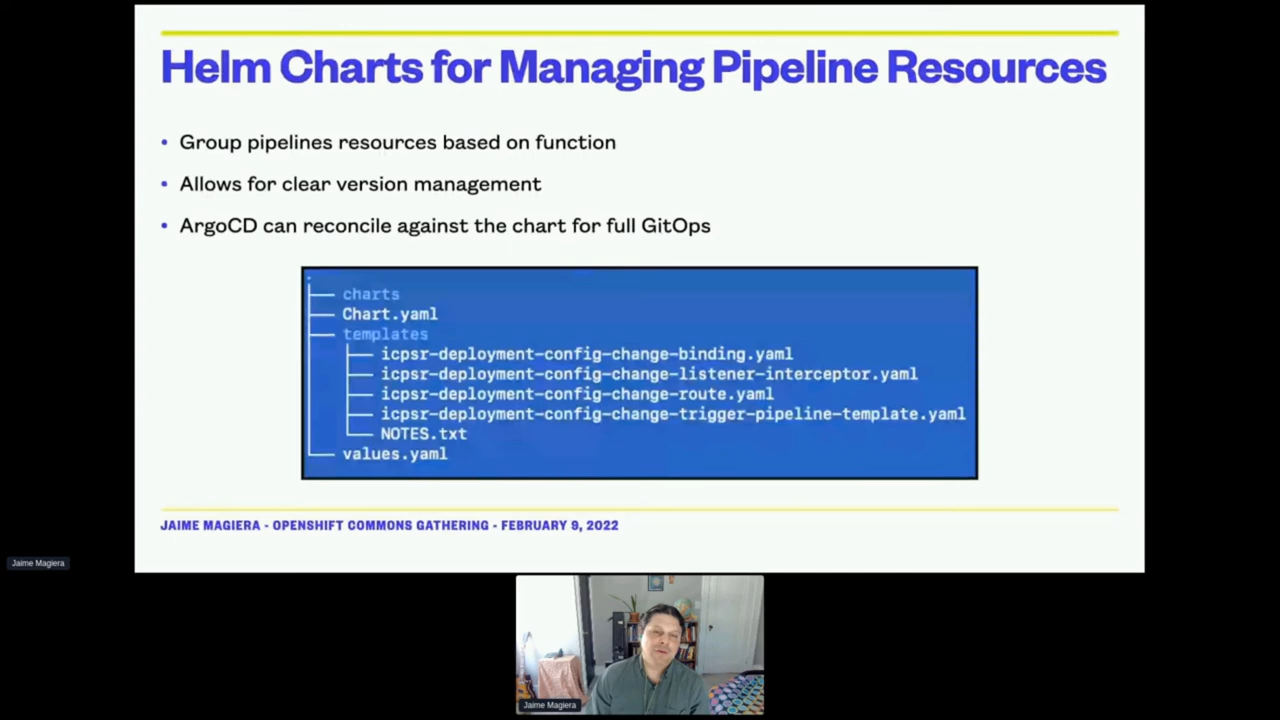 Helm Charts for Managing Pipeline Resources
• Group pipelines resources based on function
• Allows for clear version management
• ArgoCD can reconcile against the chart for full GitOps
.
├── charts
├── Chart.yaml
├── templates
│   ├── icpsr-deployment-config-change-binding.yaml
│   ├── icpsr-deployment-config-change-listener-interceptor.yaml
│   ├── icpsr-deployment-config-change-route.yaml
│   ├── icpsr-deployment-config-change-trigger-pipeline-template.yaml
│   └── NOTES.txt
└── values.yaml
JAIME MAGIERA - OPENSHIFT COMMONS GATHERING - FEBRUARY 9, 2022
Jaime Magiera
Jaime Magiera